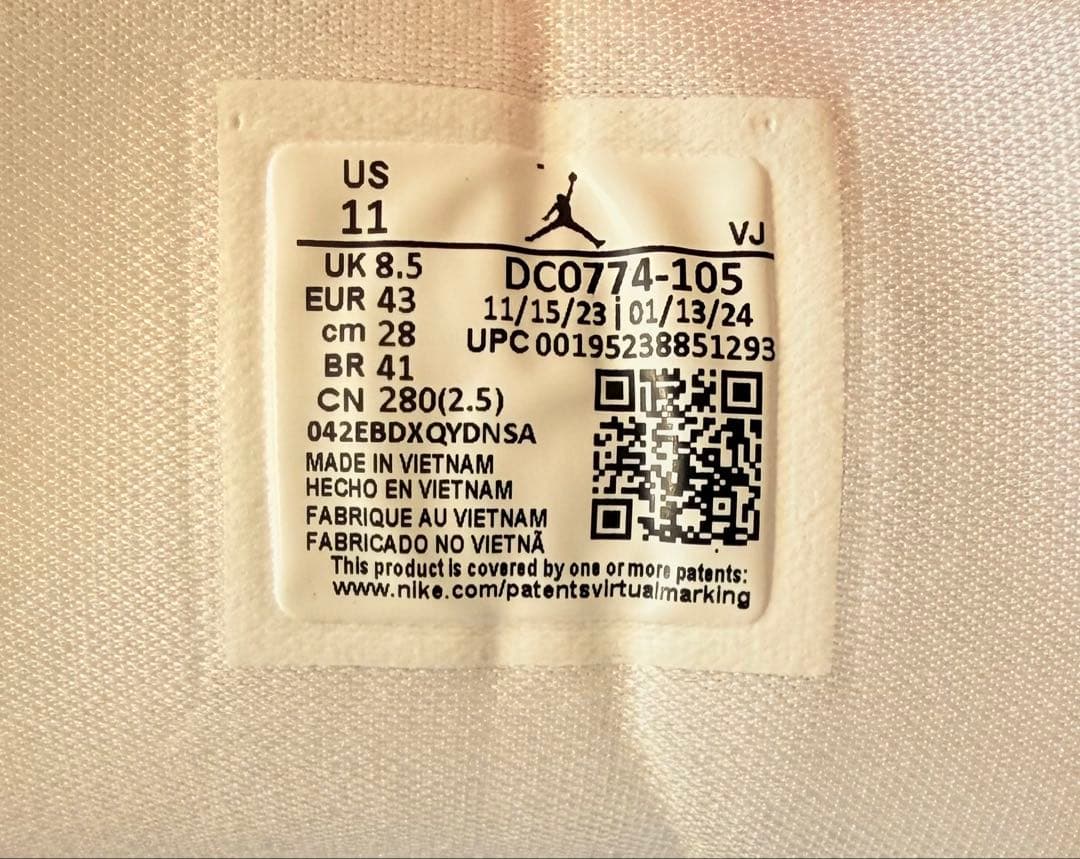 US
11
VJ
UK 8.5
DC0774-105
EUR 43
11/15/23 | 01/13/24
cm 28
UPC 00195238851293
BR 41
CN 280(2.5)
042EBDXQYDNSA
MADE IN VIETNAM
HECHO EN VIETNAM
FABRIQUE AU VIETNAM
FABRICADO NO VIETNÃ
This product is covered by one or more patents:
www.nike.com/patentsvirtualmarking